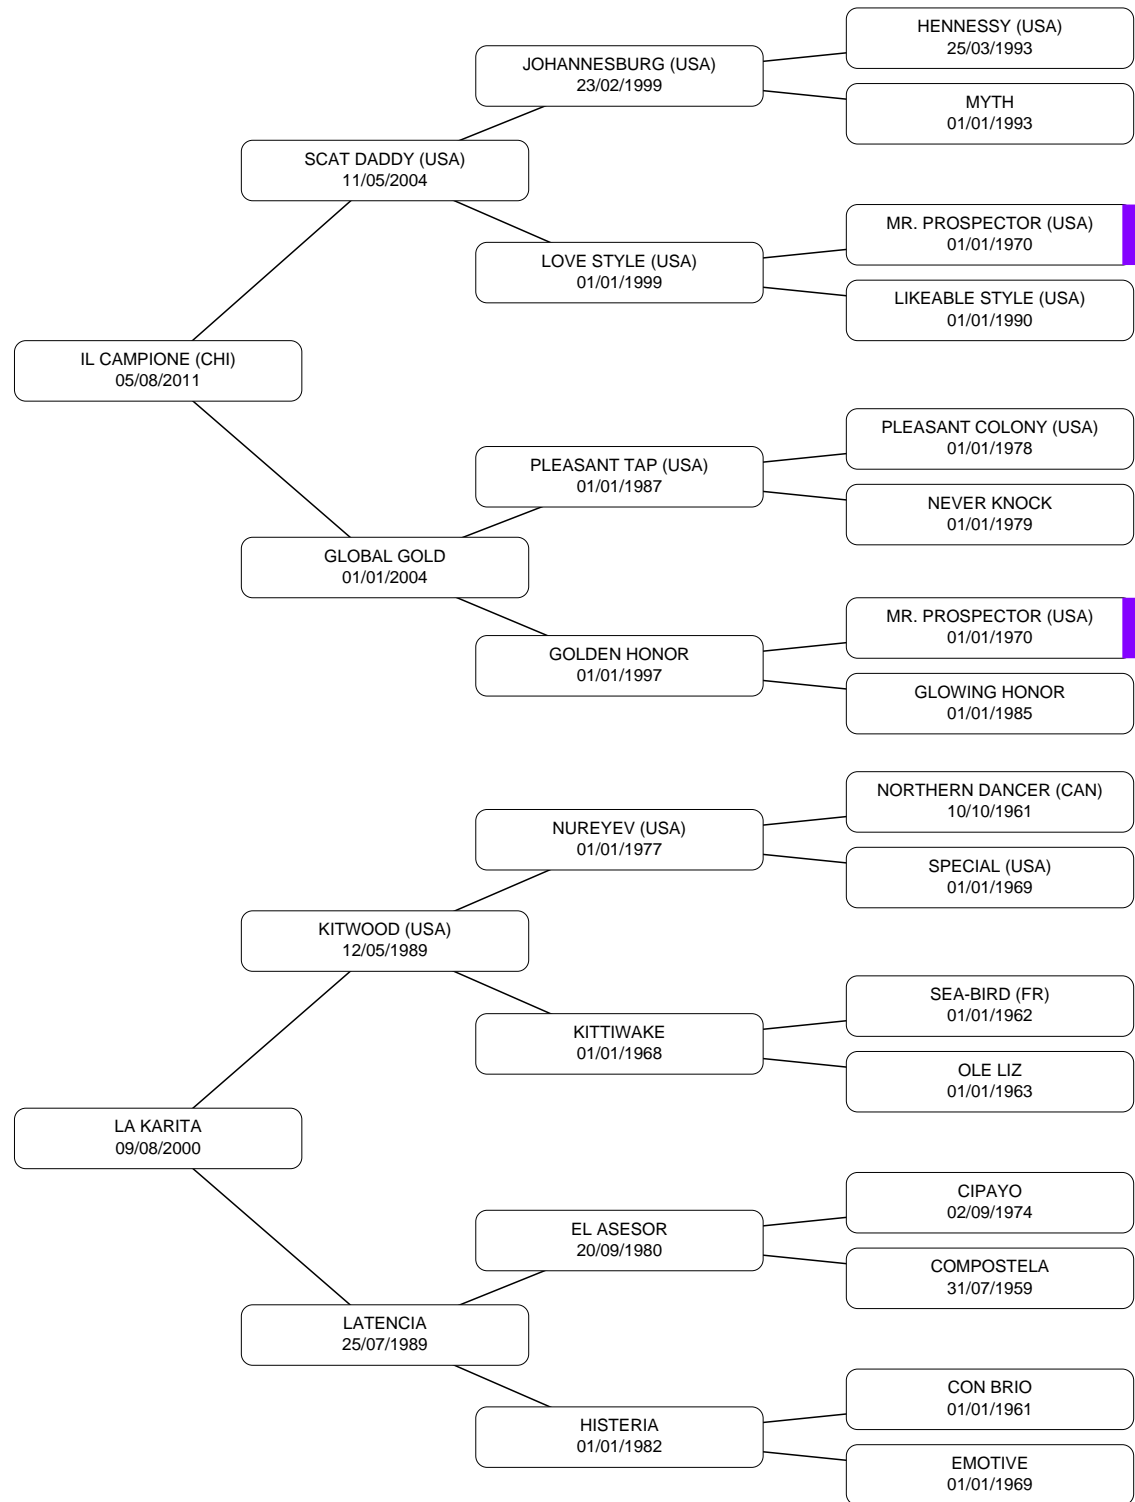 HENNESSY (USA)
25/03/1993
JOHANNESBURG (USA)
23/02/1999
MYTH
01/01/1993
SCAT DADDY (USA)
11/05/2004
MR. PROSPECTOR (USA)
01/01/1970
LOVE STYLE (USA)
01/01/1999
LIKEABLE STYLE (USA)
01/01/1990
IL CAMPIONE (CHI)
05/08/2011
PLEASANT COLONY (USA)
01/01/1978
PLEASANT TAP (USA)
01/01/1987
NEVER KNOCK
01/01/1979
GLOBAL GOLD
01/01/2004
MR. PROSPECTOR (USA)
01/01/1970
GOLDEN HONOR
01/01/1997
GLOWING HONOR
01/01/1985
NORTHERN DANCER (CAN)
10/10/1961
NUREYEV (USA)
01/01/1977
SPECIAL (USA)
01/01/1969
KITWOOD (USA)
12/05/1989
SEA-BIRD (FR)
01/01/1962
KITTIWAKE
01/01/1968
OLE LIZ
01/01/1963
LA KARITA
09/08/2000
CIPAYO
02/09/1974
EL ASESOR
20/09/1980
COMPOSTELA
31/07/1959
LATENCIA
25/07/1989
CON BRIO
01/01/1961
HISTERIA
01/01/1982
EMOTIVE
01/01/1969